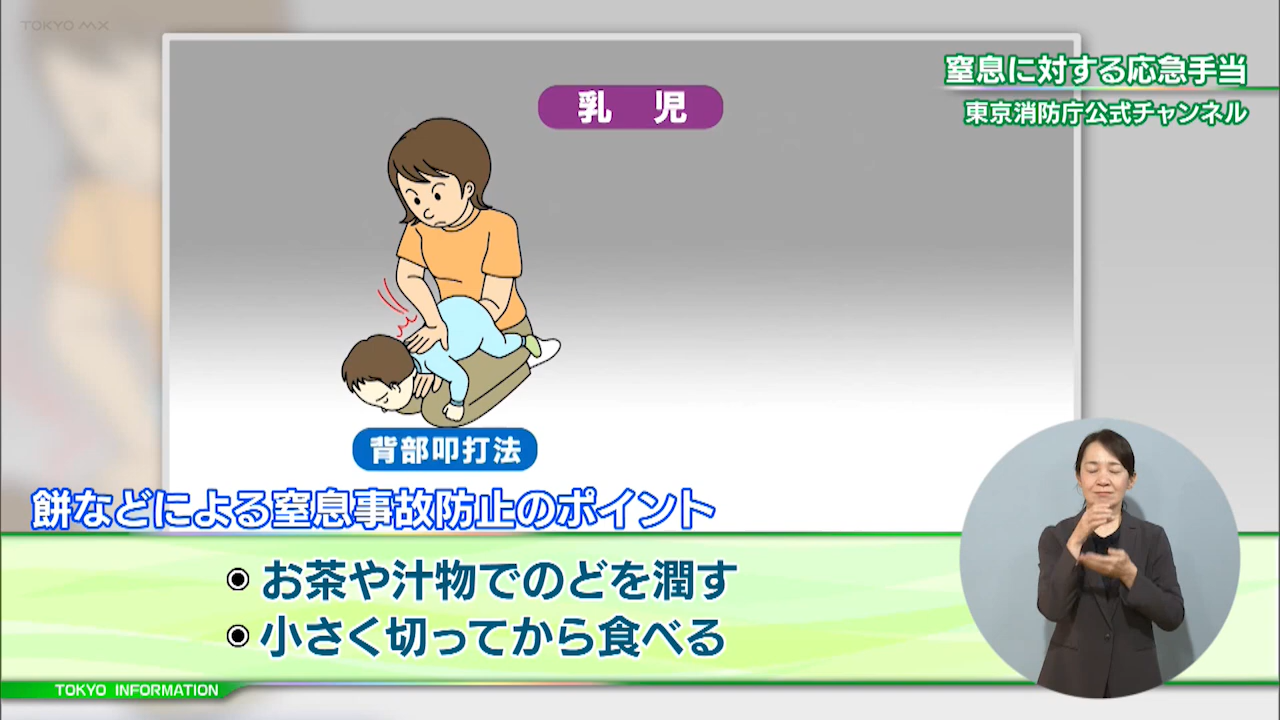 TOKYO MX
窒息に対する応急手当
東京消防庁公式チャンネル
乳 児
背部叩打法
餅などによる窒息事故防止のポイント
◉ お茶や汁物でのどを潤す
◉ 小さく切ってから食べる
TOKYO INFORMATION